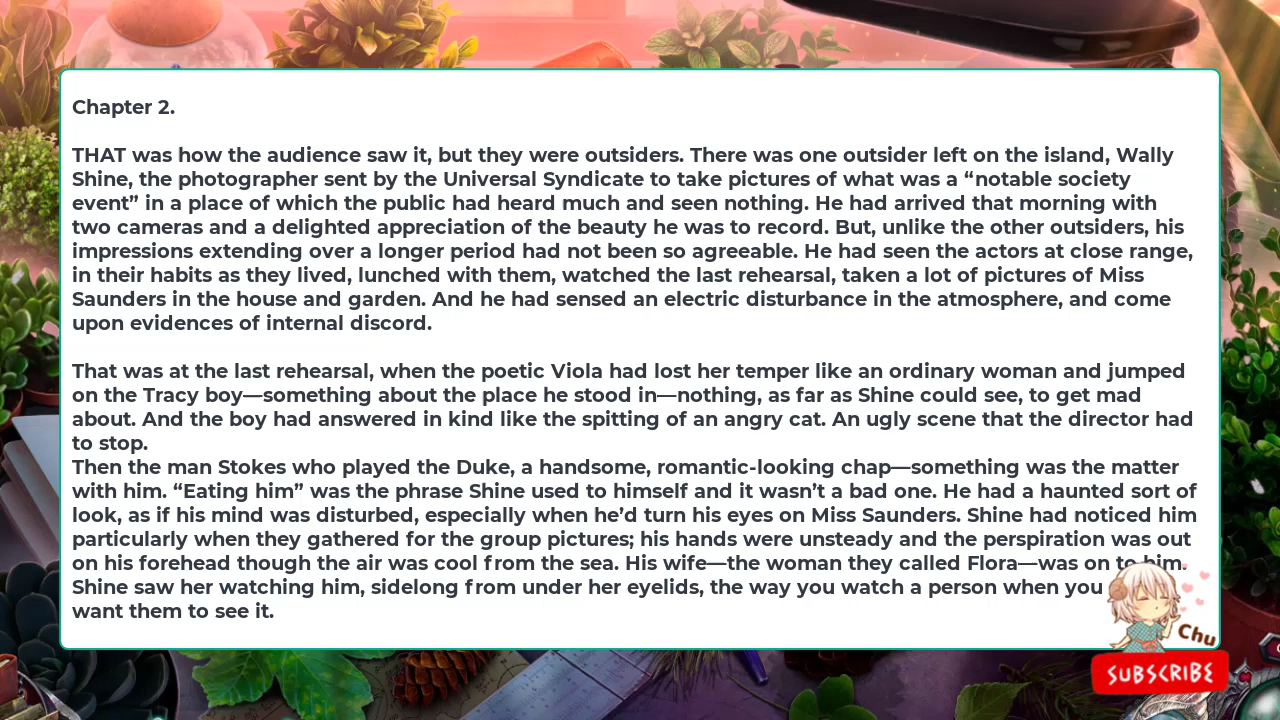 Chapter 2.
THAT was how the audience saw it, but they were outsiders. There was one outsider left on the island, Wally
Shine, the photographer sent by the Universal Syndicate to take pictures of what was a “notable society
event” in a place of which the public had heard much and seen nothing. He had arrived that morning with
two cameras and a delighted appreciation of the beauty he was to record. But, unlike the other outsiders, his
impressions extending over a longer period had not been so agreeable. He had seen the actors at close range,
in their habits as they lived, lunched with them, watched the last rehearsal, taken a lot of pictures of Miss
Saunders in the house and garden. And he had sensed an electric disturbance in the atmosphere, and come
upon evidences of internal discord.
That was at the last rehearsal, when the poetic Viola had lost her temper like an ordinary woman and jumped
on the Tracy boy—something about the place he stood in—nothing, as far as Shine could see, to get mad
about. And the boy had answered in kind like the spitting of an angry cat. An ugly scene that the director had
to stop.
Then the man Stokes who played the Duke, a handsome, romantic-looking chap—something was the matter
with him. “Eating him” was the phrase Shine used to himself and it wasn’t a bad one. He had a haunted sort of
look, as if his mind was disturbed, especially when he’d turn his eyes on Miss Saunders. Shine had noticed him
particularly when they gathered for the group pictures; his hands were unsteady and the perspiration was out
on his forehead though the air was cool from the sea. His wife—the woman they called Flora—was on to him.
Shine saw her watching him, sidelong from under her eyelids, the way you watch a person when you
want them to see it.
Chu
SUBSCRIBE